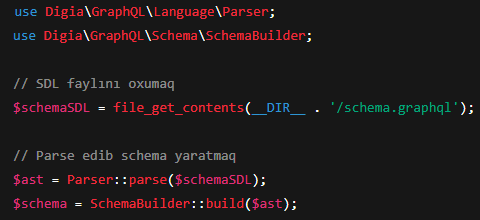 use Digia\GraphQL\Language\Parser;
use Digia\GraphQL\Schema\SchemaBuilder;
// SDL faylını oxumaq
$schemaSDL = file_get_contents(__DIR__ . '/schema.graphql');
// Parse edib schema yaratmaq
$ast = Parser::parse($schemaSDL);
$schema = SchemaBuilder::build($ast);